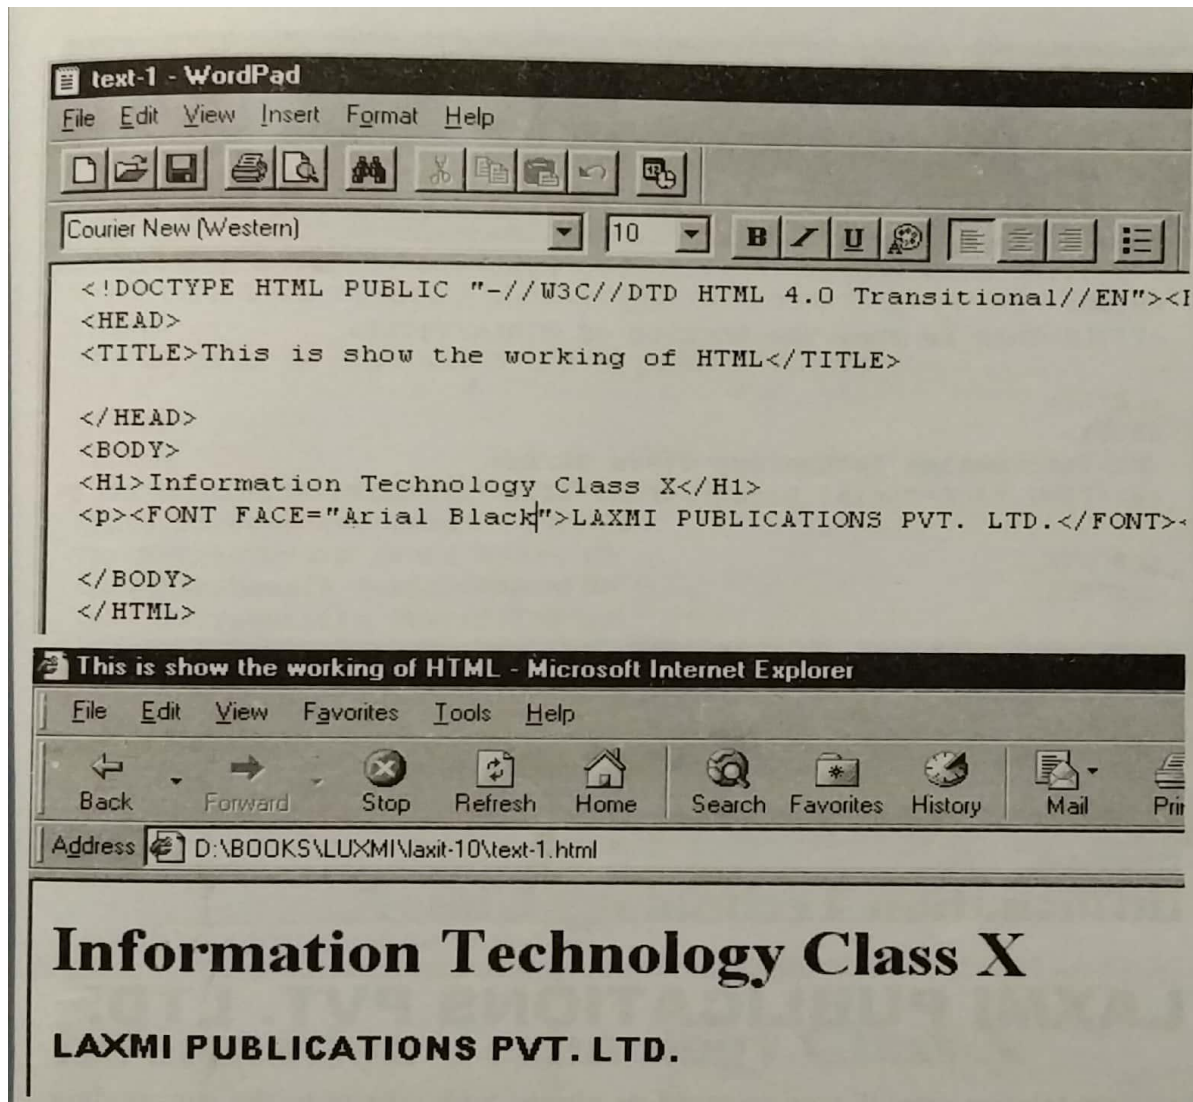 text-1 - WordPad
File Edit View Insert Format Help
Courier New (Western) 10 B I U
<!DOCTYPE HTML PUBLIC "-//W3C//DTD HTML 4.0 Transitional//EN"><
<HEAD>
<TITLE>This is show the working of HTML</TITLE>
</HEAD>
<BODY>
<H1>Information Technology Class X</H1>
<p><FONT FACE="Arial Black">LAXMI PUBLICATIONS PVT. LTD.</FONT><
</BODY>
</HTML>
This is show the working of HTML - Microsoft Internet Explorer
File Edit View Favorites Tools Help
Back Forward Stop Refresh Home Search Favorites History Mail Prin
Address D:\BOOKS\LUXMI\laxit-10\text-1.html
Information Technology Class X
LAXMI PUBLICATIONS PVT. LTD.